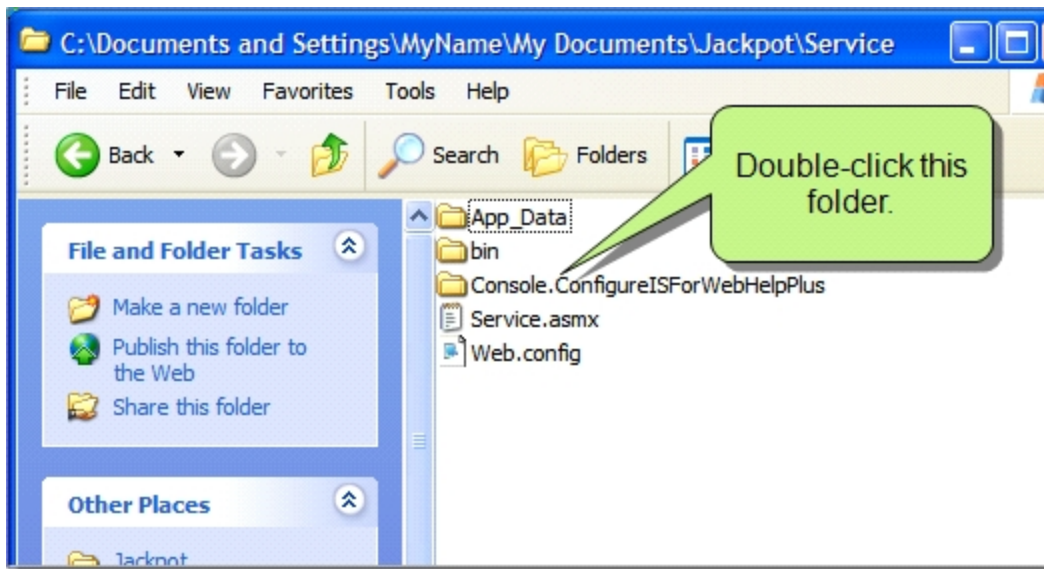 C:\Documents and Settings\MyName\My Documents\Jackpot\Service
File Edit View Favorites Tools Help
Back Search Folders
Double-click this
folder.
File and Folder Tasks
Make a new folder
Publish this folder to
the Web
Share this folder
Other Places
Jackpot
App_Data
bin
Console.ConfigureISForWebHelpPlus
Service.asmx
Web.config